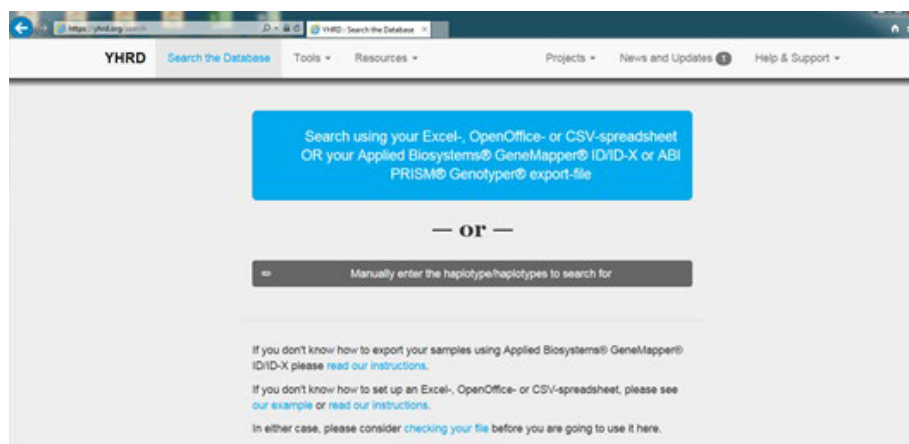 https://yhrd.org/search
YHRD : Search the Database
YHRD Search the Database Tools Resources Projects News and Updates 1 Help & Support
Search using your Excel-, OpenOffice- or CSV-spreadsheet
OR your Applied Biosystems® GeneMapper® ID/ID-X or ABI
PRISM® Genotyper® export-file
— or —
Manually enter the haplotype/haplotypes to search for
If you don't know how to export your samples using Applied Biosystems® GeneMapper®
ID/ID-X please read our instructions.
If you don't know how to set up an Excel-, OpenOffice- or CSV-spreadsheet, please see
our example or read our instructions.
In either case, please consider checking your file before you are going to use it here.